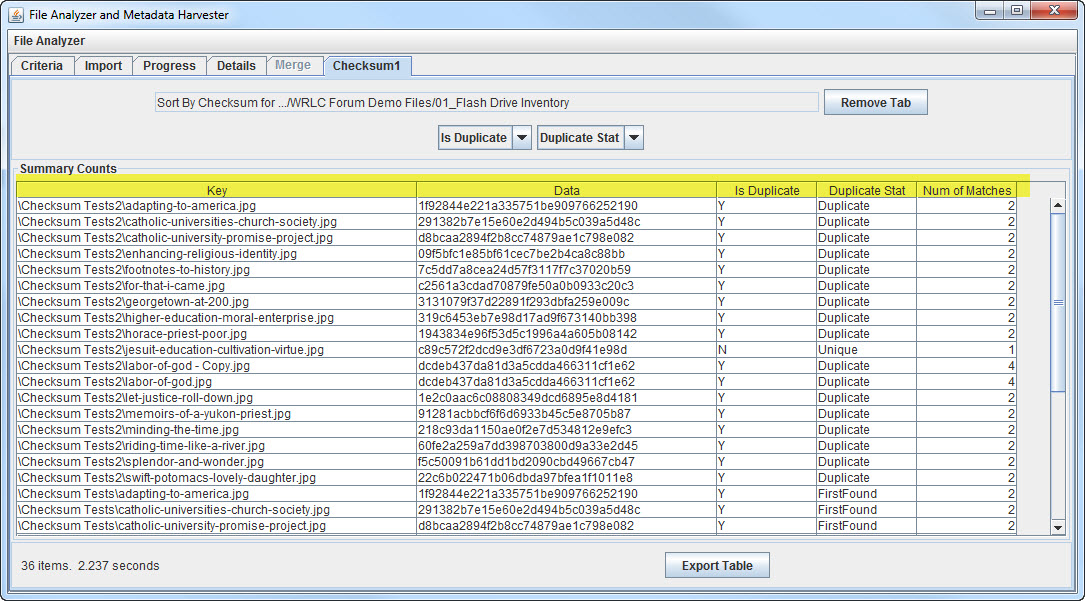 File Analyzer and Metadata Harvester
File Analyzer
Criteria Import Progress Details Merge Checksum1
Sort By Checksum for .../WRLC Forum Demo Files/01_Flash Drive Inventory Remove Tab
Is Duplicate Duplicate Stat
Summary Counts
Key Data Is Duplicate Duplicate Stat Num of Matches
\Checksum Tests2\adapting-to-america.jpg 1f92844e221a335751be909766252190 Y Duplicate 2
\Checksum Tests2\catholic-universities-church-society.jpg 291382b7e15e60e2d494b5c039a5d48c Y Duplicate 2
\Checksum Tests2\catholic-university-promise-project.jpg d8bcaa2894f2b8cc74879ae1c798e082 Y Duplicate 2
\Checksum Tests2\enhancing-religious-identity.jpg 09f5bfc1e85bf61cec7be2b4ca8c88bb Y Duplicate 2
\Checksum Tests2\footnotes-to-history.jpg 7c5dd7a8cea24d57f3117f7c37020b59 Y Duplicate 2
\Checksum Tests2\for-that-i-came.jpg c2561a3cdad70879fe50a0b0933c20c3 Y Duplicate 2
\Checksum Tests2\georgetown-at-200.jpg 3131079f37d22891f293dbfa259e009c Y Duplicate 2
\Checksum Tests2\higher-education-moral-enterprise.jpg 319c6453eb7e98d17ad9f673140bb398 Y Duplicate 2
\Checksum Tests2\horace-priest-poor.jpg 1943834e96f53d5c1996a4a605b08142 Y Duplicate 2
\Checksum Tests2\jesuit-education-cultivation-virtue.jpg c89c572f2dcd9e3df6723a0d9f41e98d N Unique 1
\Checksum Tests2\labor-of-god - Copy.jpg dcdeb437da81d3a5cdda466311cf1e62 Y Duplicate 4
\Checksum Tests2\labor-of-god.jpg dcdeb437da81d3a5cdda466311cf1e62 Y Duplicate 4
\Checksum Tests2\let-justice-roll-down.jpg 1e2c0aac6c08808349dcd6895e8d4181 Y Duplicate 2
\Checksum Tests2\memoirs-of-a-yukon-priest.jpg 91281acbbcf6f6d6933b45c5e8705b87 Y Duplicate 2
\Checksum Tests2\minding-the-time.jpg 218c93da1150ae0f2e7d534812e9efc3 Y Duplicate 2
\Checksum Tests2\riding-time-like-a-river.jpg 60fe2a259a7dd398703800d9a33e2d45 Y Duplicate 2
\Checksum Tests2\splendor-and-wonder.jpg f5c50091b61dd1bd2090cbd49667cb47 Y Duplicate 2
\Checksum Tests2\swift-potomacs-lovely-daughter.jpg 22c6b022471b06dbda97bfea1f1011e8 Y Duplicate 2
\Checksum Tests\adapting-to-america.jpg 1f92844e221a335751be909766252190 Y FirstFound 2
\Checksum Tests\catholic-universities-church-society.jpg 291382b7e15e60e2d494b5c039a5d48c Y FirstFound 2
\Checksum Tests\catholic-university-promise-project.jpg d8bcaa2894f2b8cc74879ae1c798e082 Y FirstFound 2
36 items. 2.237 seconds Export Table